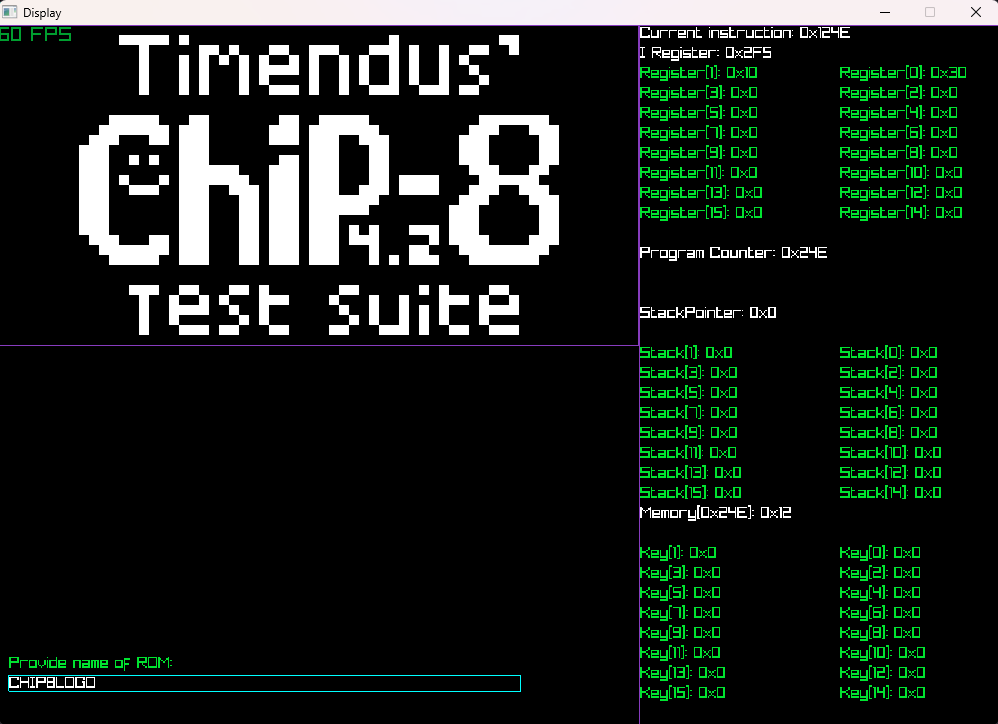 Display
60 FPS
Timendus'
Chip-8
4.2
Test suite
Provide name of ROM:
CHIP8LOGO
Current instruction: 0x124E
I Register: 0x2F5
Register[1]: 0x10 Register[0]: 0x30
Register[3]: 0x0 Register[2]: 0x0
Register[5]: 0x0 Register[4]: 0x0
Register[7]: 0x0 Register[6]: 0x0
Register[9]: 0x0 Register[8]: 0x0
Register[11]: 0x0 Register[10]: 0x0
Register[13]: 0x0 Register[12]: 0x0
Register[15]: 0x0 Register[14]: 0x0
Program Counter: 0x24E
StackPointer: 0x0
Stack[1]: 0x0 Stack[0]: 0x0
Stack[3]: 0x0 Stack[2]: 0x0
Stack[5]: 0x0 Stack[4]: 0x0
Stack[7]: 0x0 Stack[6]: 0x0
Stack[9]: 0x0 Stack[8]: 0x0
Stack[11]: 0x0 Stack[10]: 0x0
Stack[13]: 0x0 Stack[12]: 0x0
Stack[15]: 0x0 Stack[14]: 0x0
Memory[0x24E]: 0x12
Key[1]: 0x0 Key[0]: 0x0
Key[3]: 0x0 Key[2]: 0x0
Key[5]: 0x0 Key[4]: 0x0
Key[7]: 0x0 Key[6]: 0x0
Key[9]: 0x0 Key[8]: 0x0
Key[11]: 0x0 Key[10]: 0x0
Key[13]: 0x0 Key[12]: 0x0
Key[15]: 0x0 Key[14]: 0x0